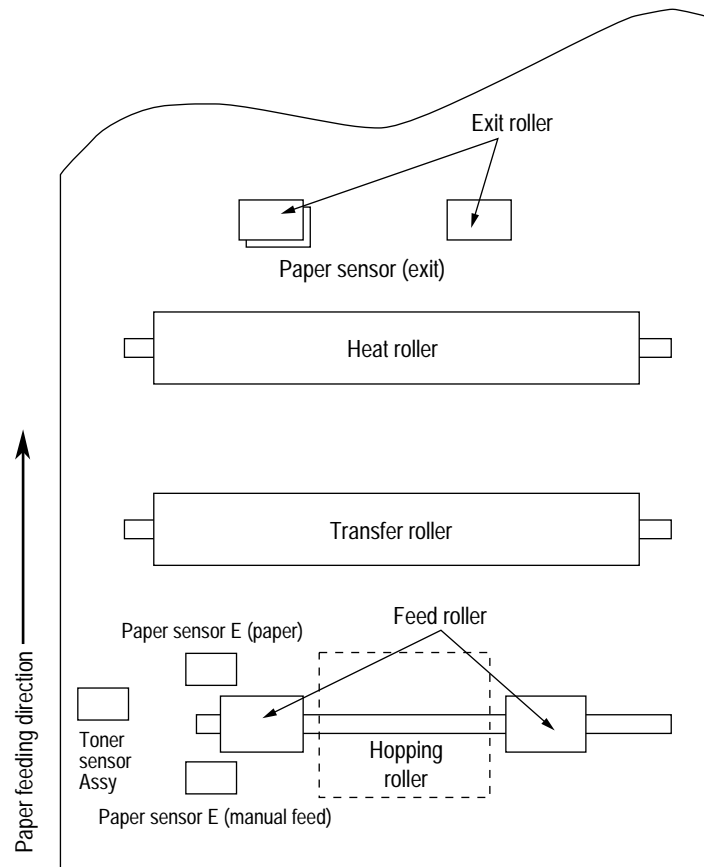 Exit roller
Paper sensor (exit)
Heat roller
Transfer roller
Feed roller
Paper sensor E (paper)
Hopping
roller
Toner
sensor
Assy
Paper sensor E (manual feed)
Paper feeding direction